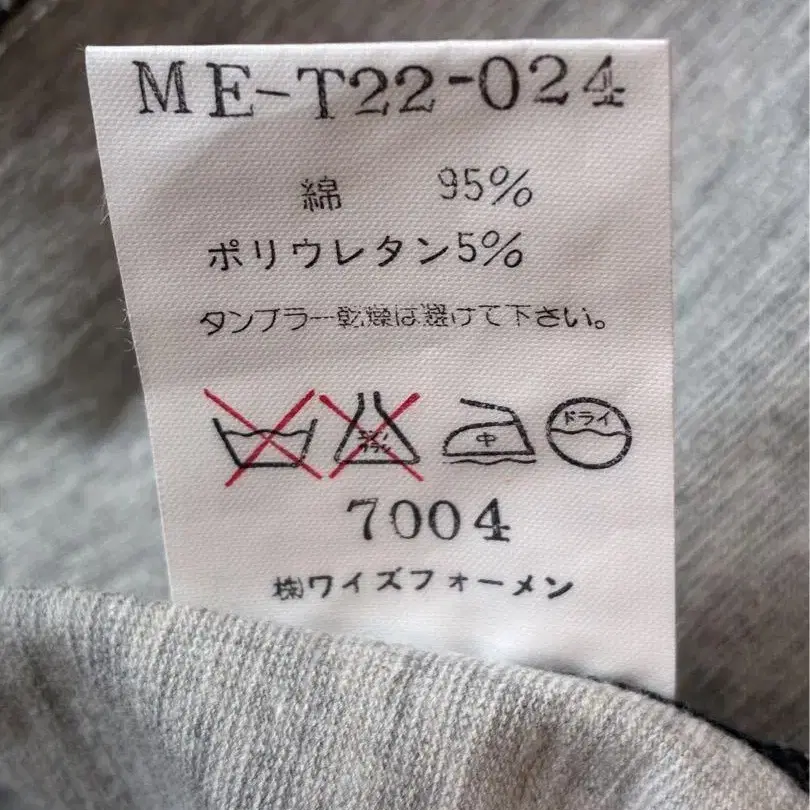 ME-T22-024
綿 95%
ポリウレタン5%
タンブラー乾燥は避けて下さい。
中 ドライ
7004
㈱ワイズフォーメン